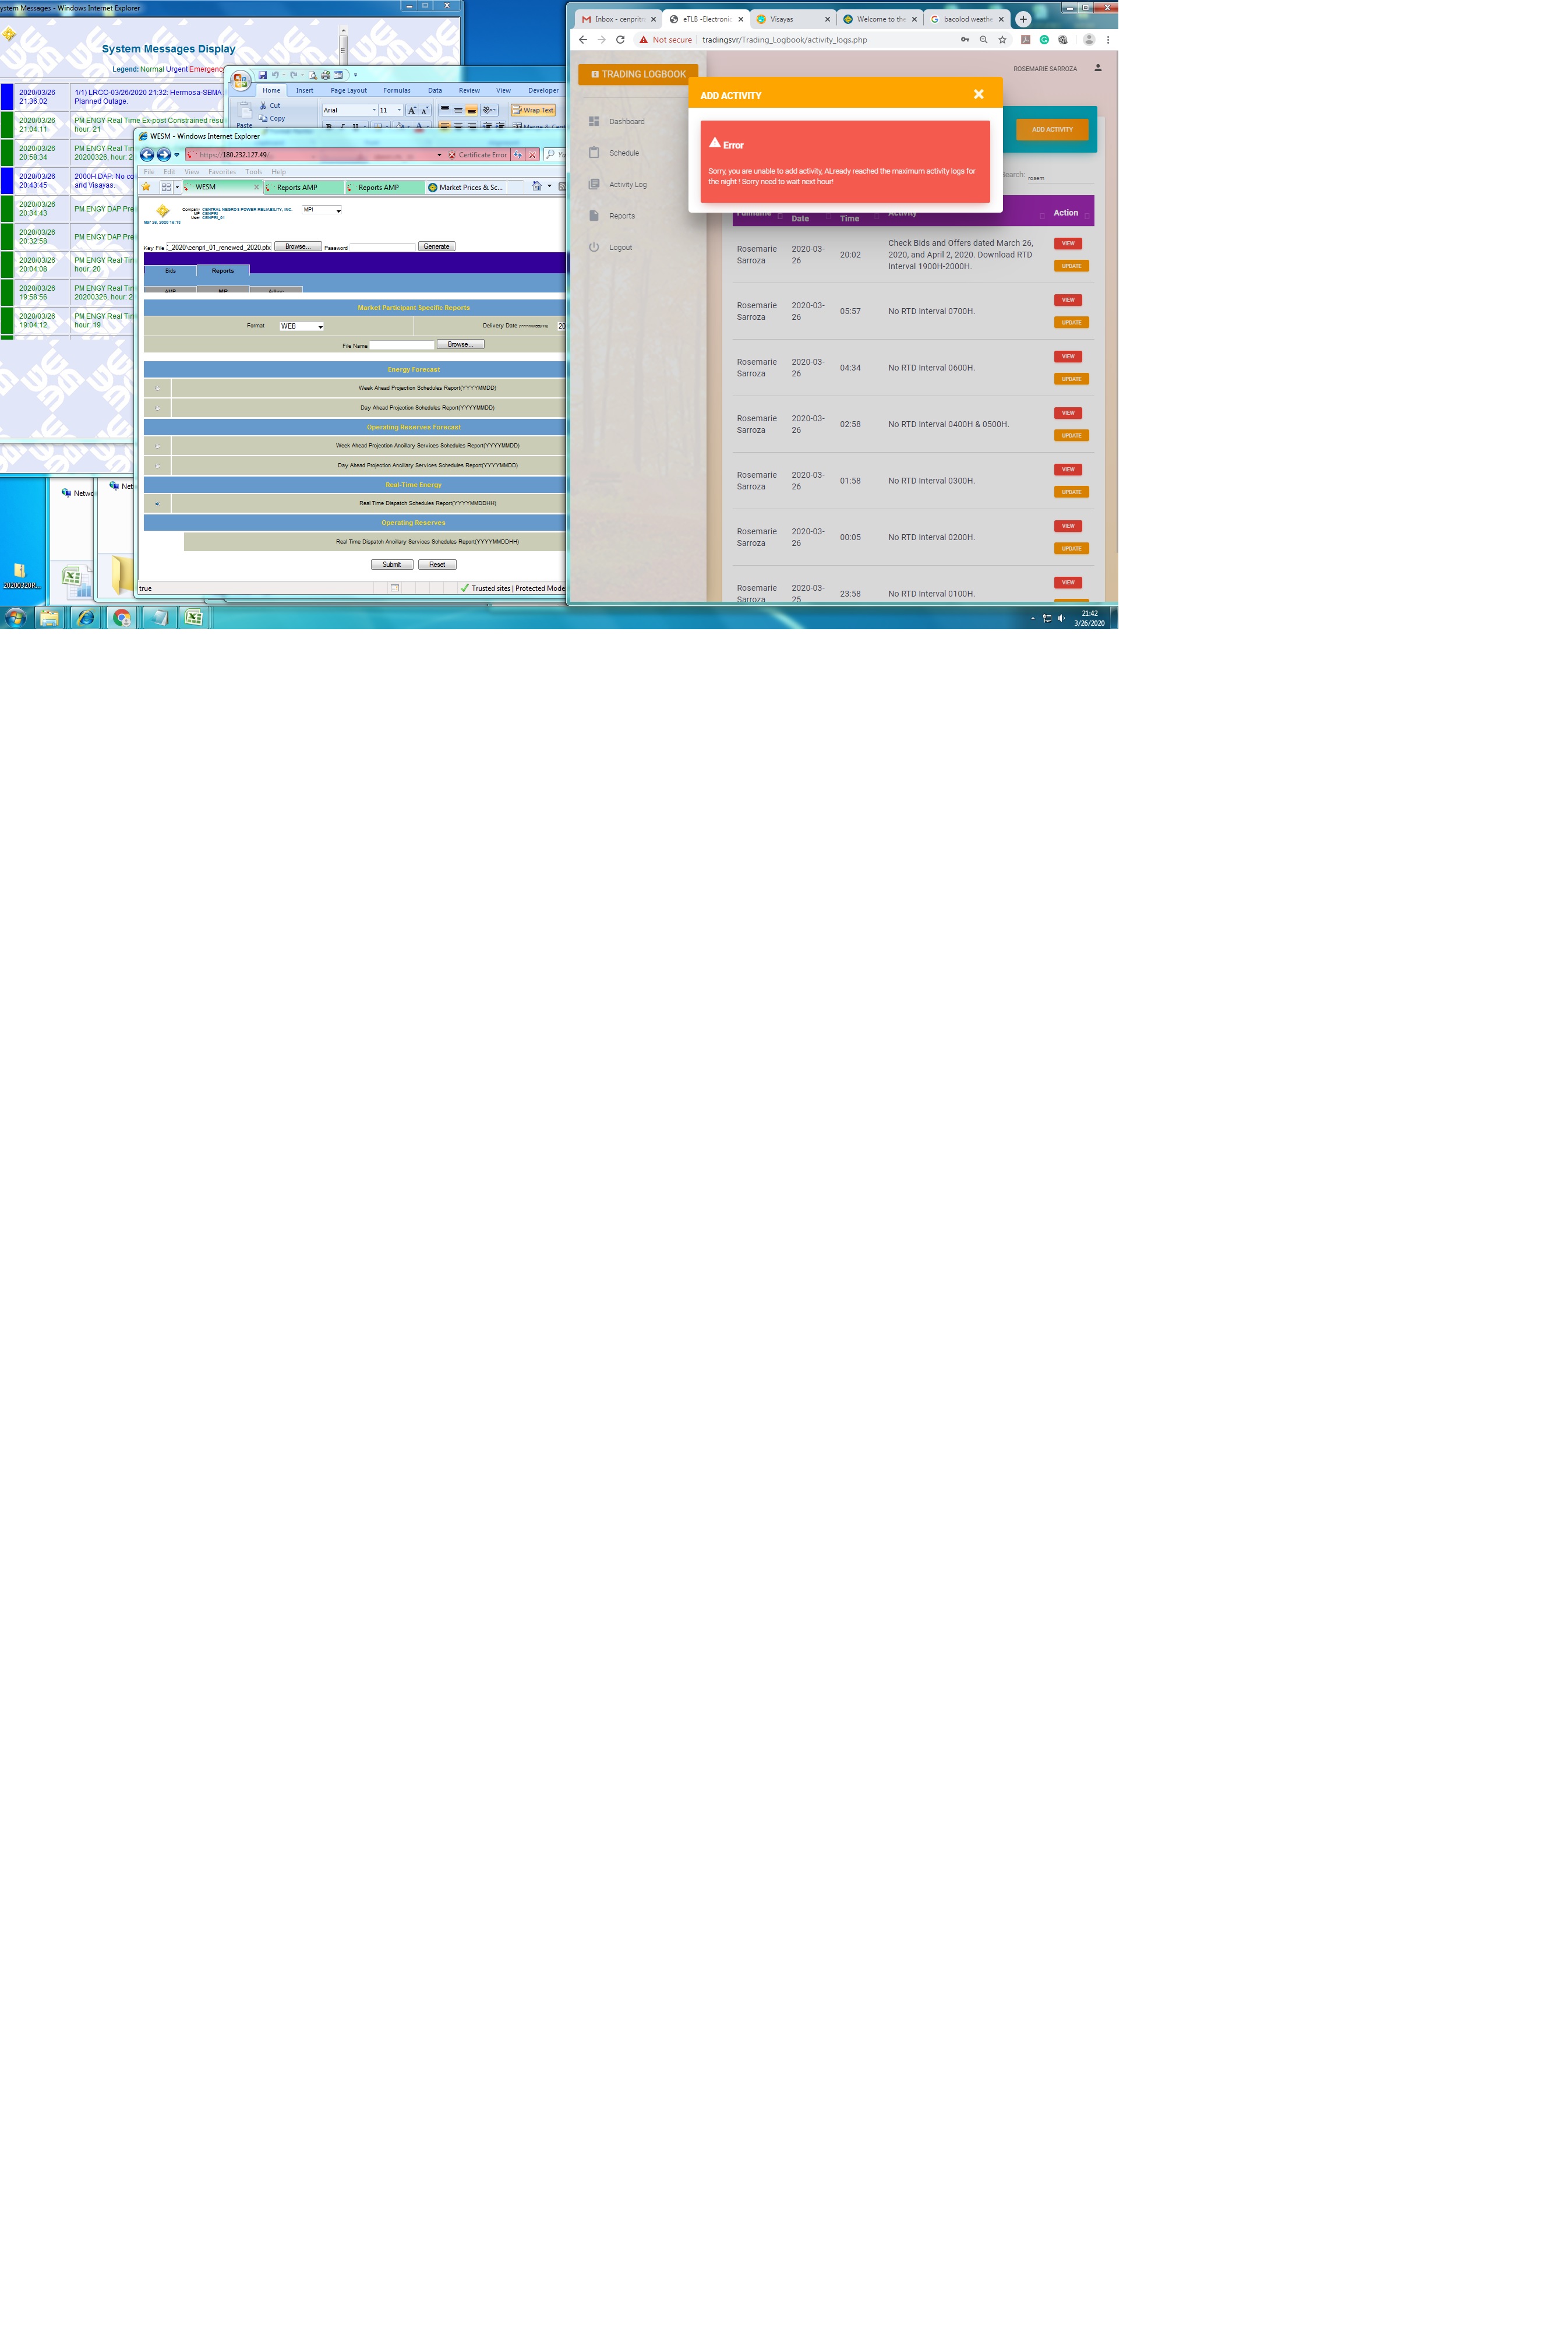 ystem Messages - Windows Internet Explorer
System Messages Display
Legend: Normal Urgent Emergenc
2020/03/26 21:36:02
1/1) LRCC-03/26/2020 21:32: Hermosa-SBMA
Planned Outage.
2020/03/26 21:04:11
PM ENGY Real Time Ex-post Constrained resu
hour: 21
2020/03/26 20:58:34
PM ENGY Real Tim
20200326, hour: 2
2020/03/26 20:43:45
2000H DAP: No co
and Visayas.
2020/03/26 20:34:43
PM ENGY DAP Pre
2020/03/26 20:32:58
PM ENGY DAP Pre
2020/03/26 20:04:08
PM ENGY Real Tim
hour: 20
2020/03/26 19:58:56
PM ENGY Real Tim
20200326, hour: 2
2020/03/26 19:04:12
PM ENGY Real Tim
hour: 19
Home Insert Page Layout Formulas Data Review View Developer
Cut
Copy
Paste
Arial 11
Wrap Text
Merge & Cent
WESM - Windows Internet Explorer
https://180.232.127.49/
Certificate Error
File Edit View Favorites Tools Help
WESM
Reports AMP
Reports AMP
Market Prices & Sc...
Company CENTRAL NEGROS POWER RELIABILITY, INC.
MP CENPRI
User CENPRI_01
MPI
Key File :_2020\cenpri_01_renewed_2020.pfx Browse... Password Generate
Bids Reports
Market Participant Specific Reports
Format WEB
Delivery Date 20
File Name Browse...
Energy Forecast
Week Ahead Projection Schedules Report(YYYYMMDD)
Day Ahead Projection Schedules Report(YYYYMMDD)
Operating Reserves Forecast
Week Ahead Projection Ancillary Services Schedules Report(YYYYMMDD)
Day Ahead Projection Ancillary Services Schedules Report(YYYYMMDD)
Real-Time Energy
Real Time Dispatch Schedules Report(YYYYMMDDHH)
Operating Reserves
Real Time Dispatch Ancillary Services Schedules Report(YYYYMMDDHH)
Submit Reset
true
Trusted sites | Protected Mode
Netwo
Net
20200320R...
Inbox - cenprit
eTLB -Electronic
Visayas
Welcome to the
bacolod weathe
Not secure | tradingsvr/Trading_Logbook/activity_logs.php
TRADING LOGBOOK
Dashboard
Schedule
Activity Log
Reports
Logout
ROSEMARIE SARROZA
ADD ACTIVITY
ADD ACTIVITY
Error
Sorry, you are unable to add activity, ALready reached the maximum activity logs for
the night ! Sorry need to wait next hour!
Search: rosem
Fullname Date Time Activity Action
Rosemarie Sarroza
2020-03-26
20:02
Check Bids and Offers dated March 26,
2020, and April 2, 2020. Download RTD
Interval 1900H-2000H.
VIEW
UPDATE
Rosemarie Sarroza
2020-03-26
05:57
No RTD Interval 0700H.
VIEW
UPDATE
Rosemarie Sarroza
2020-03-26
04:34
No RTD Interval 0600H.
VIEW
UPDATE
Rosemarie Sarroza
2020-03-26
02:58
No RTD Interval 0400H & 0500H.
VIEW
UPDATE
Rosemarie Sarroza
2020-03-26
01:58
No RTD Interval 0300H.
VIEW
UPDATE
Rosemarie Sarroza
2020-03-26
00:05
No RTD Interval 0200H.
VIEW
UPDATE
Rosemarie Sarroza
2020-03-25
23:58
No RTD Interval 0100H.
VIEW
21:42
3/26/2020